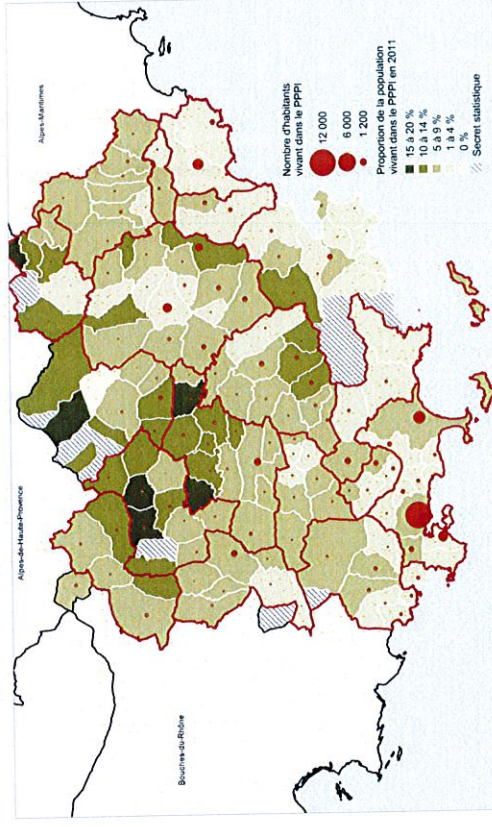 Alpes-de-Haute-Provence
Alpes-Maritimes
Bouches-du-Rhône
Nombre d'habitants
vivant dans le PPPI
12 000
6 000
1 200
Proportion de la population
vivant dans le PPPI en 2011
15 à 20 %
10 à 14 %
5 à 9 %
1 à 4 %
0 %
Secret statistique